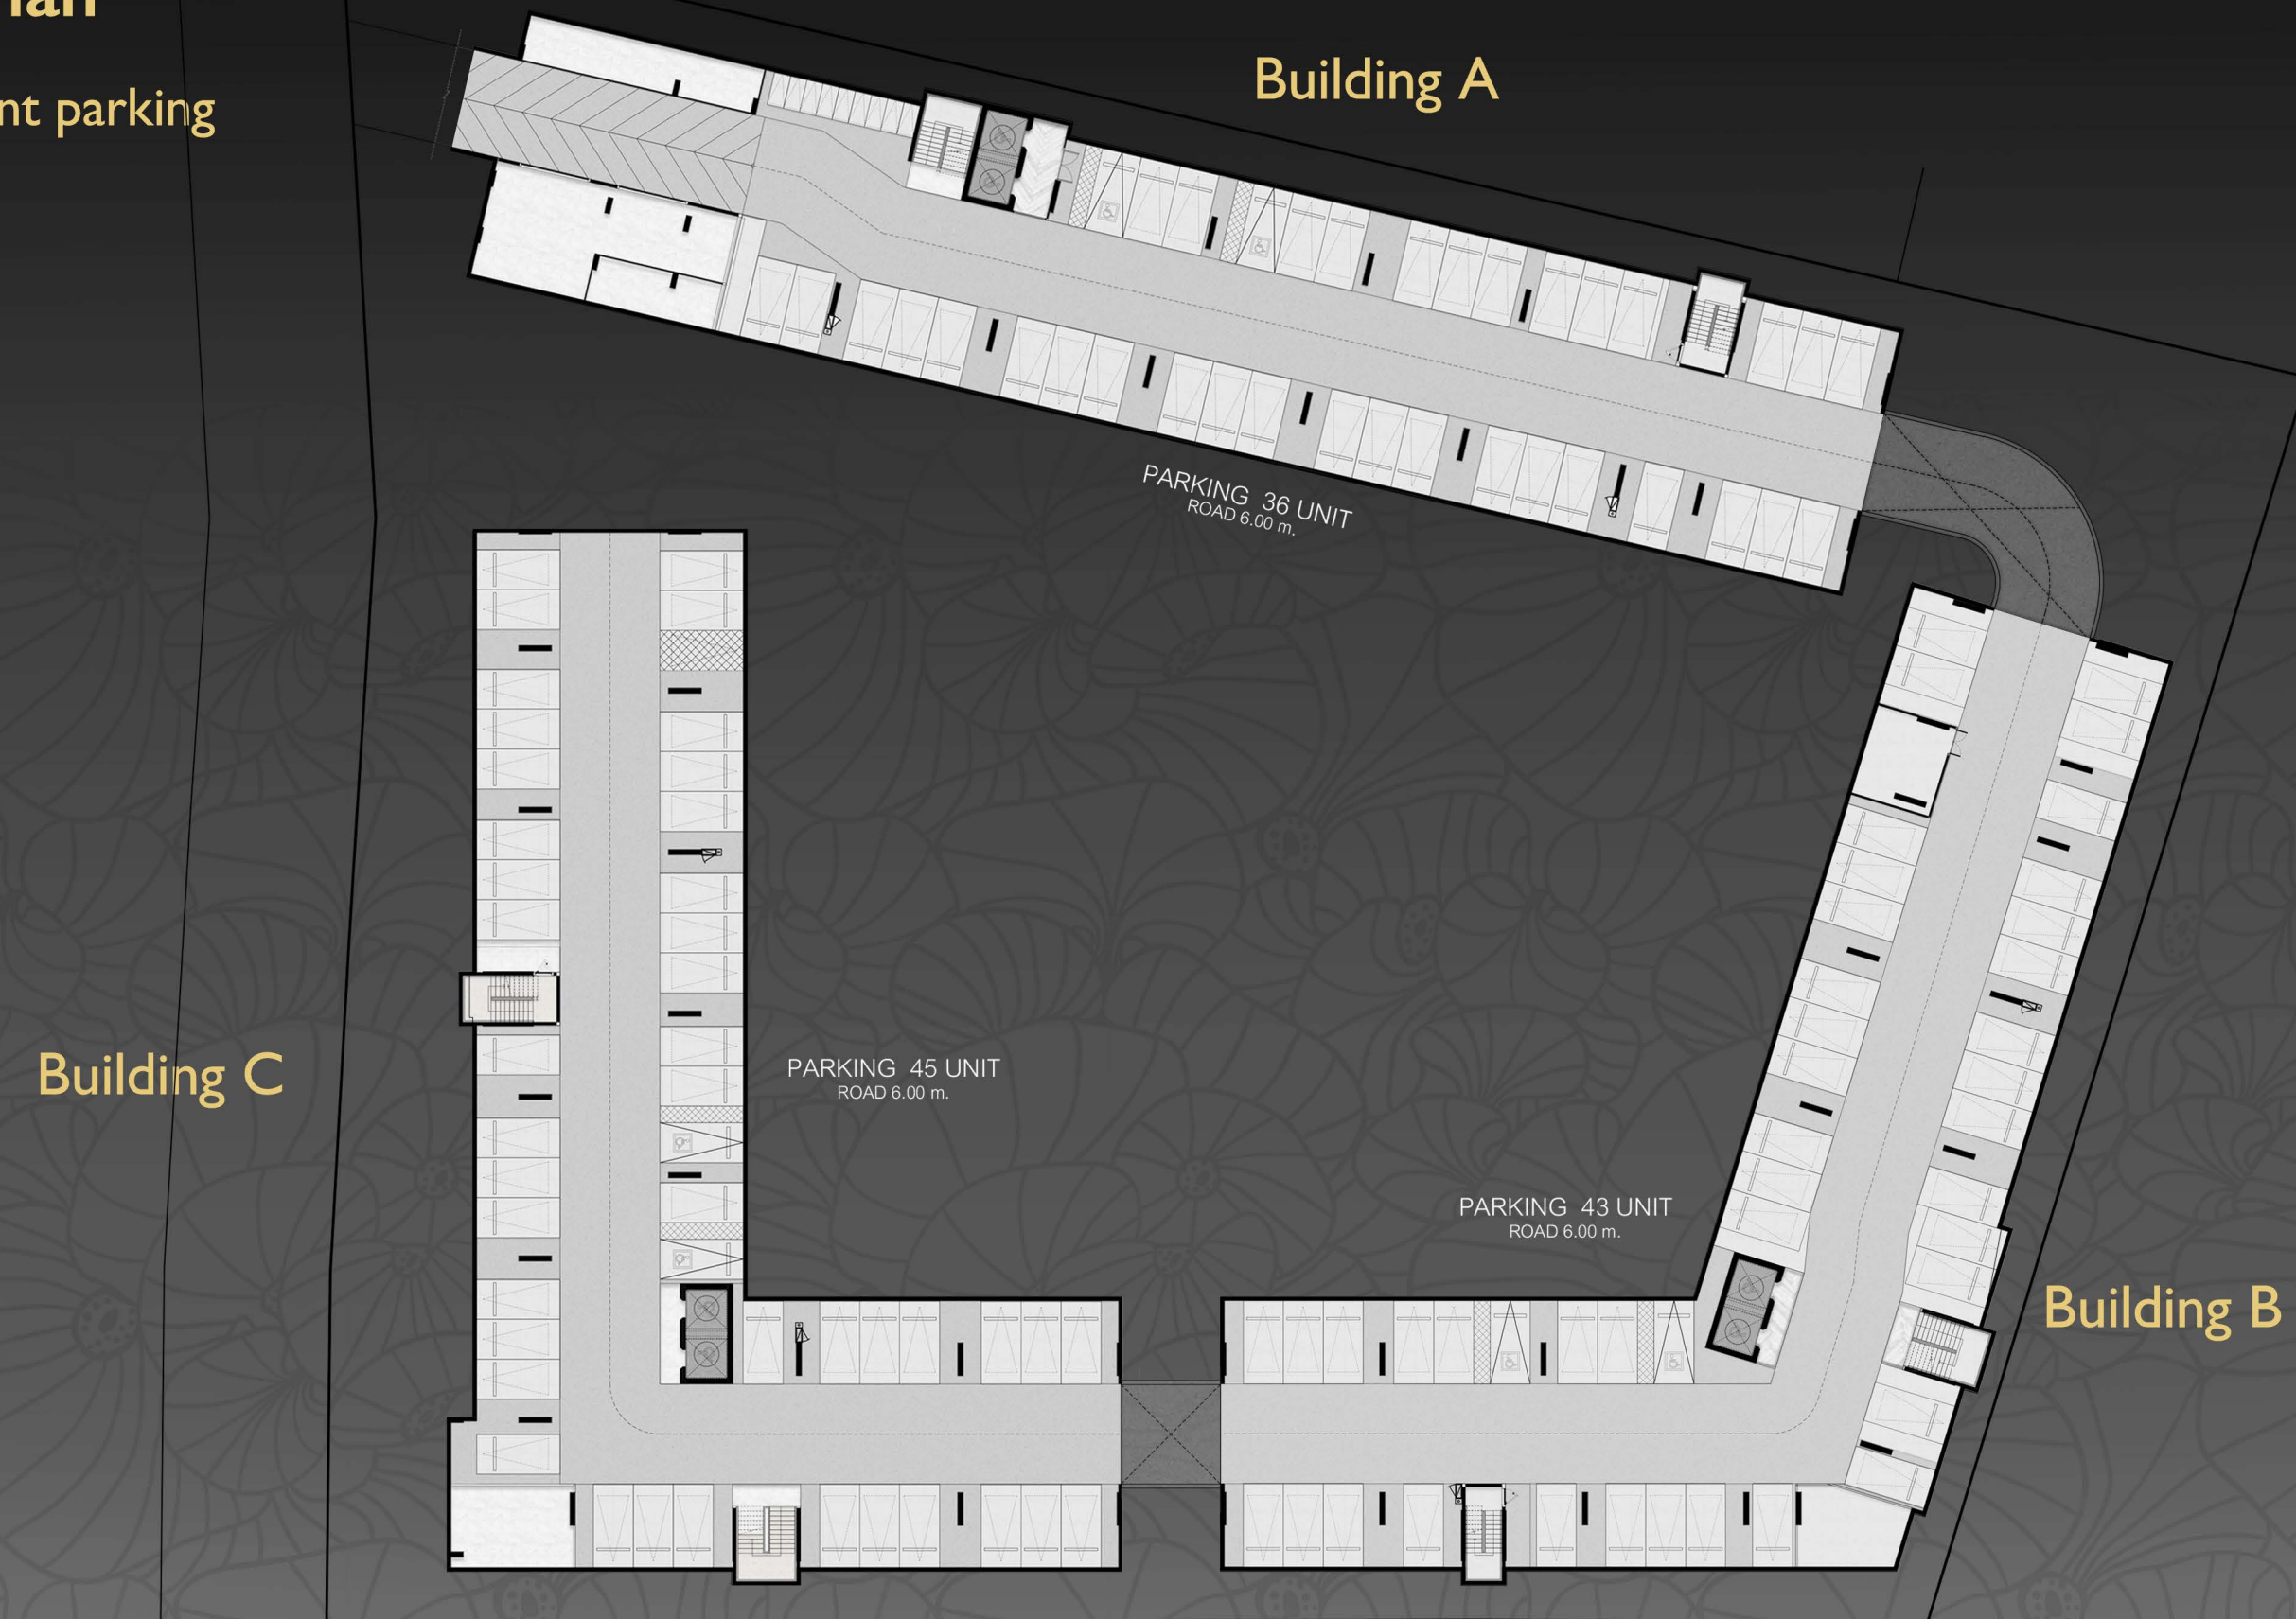 lan
nt parking
Building A
PARKING 36 UNIT
ROAD 6.00 m.
Building C
PARKING 45 UNIT
ROAD 6.00 m.
PARKING 43 UNIT
ROAD 6.00 m.
Building B